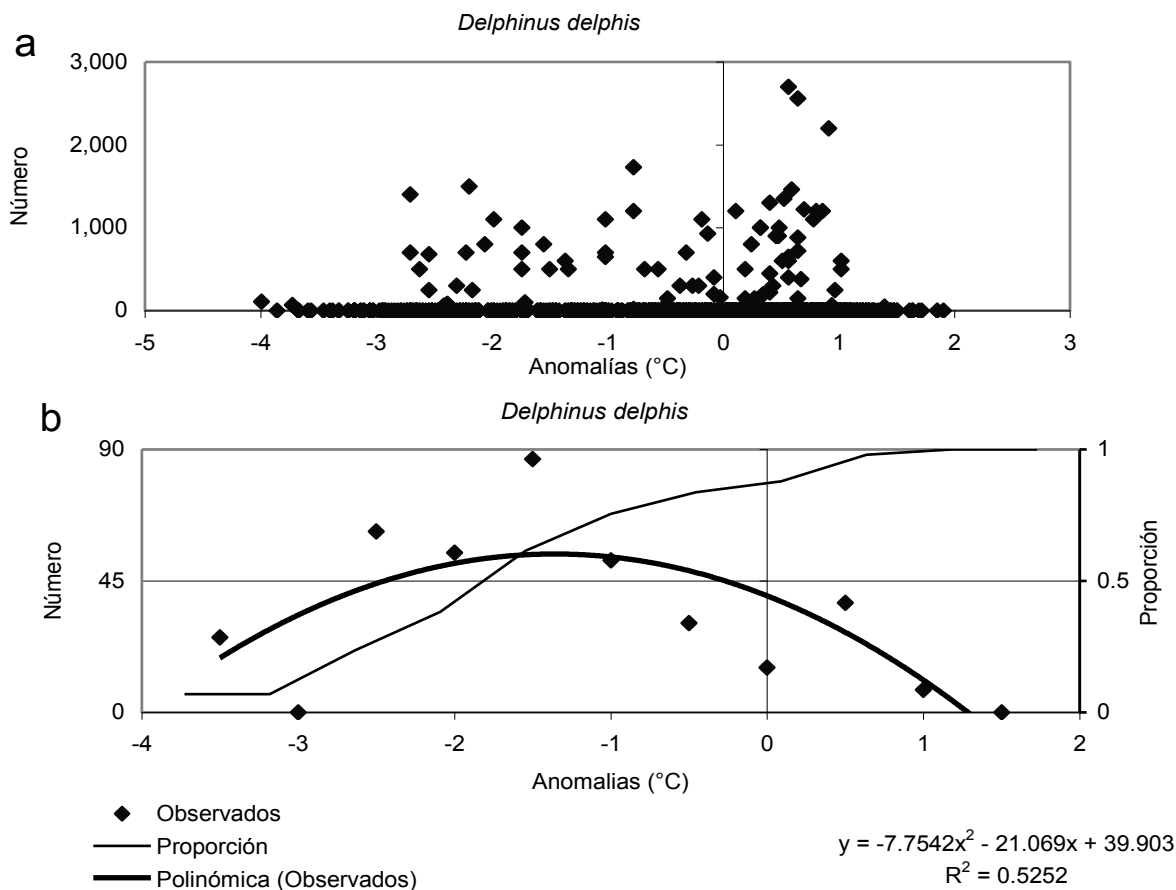 Delphinus delphis
a
3,000
2,000
1,000
0
Número
-5 -4 -3 -2 -1 0 1 2 3
Anomalías (°C)
Delphinus delphis
b
90
45
0
Número
1
0.5
0
Proporción
-4 -3 -2 -1 0 1 2
Anomalias (°C)
Observados
Proporción
Polinómica (Observados)
y = -7.7542x² - 21.069x + 39.903
R² = 0.5252